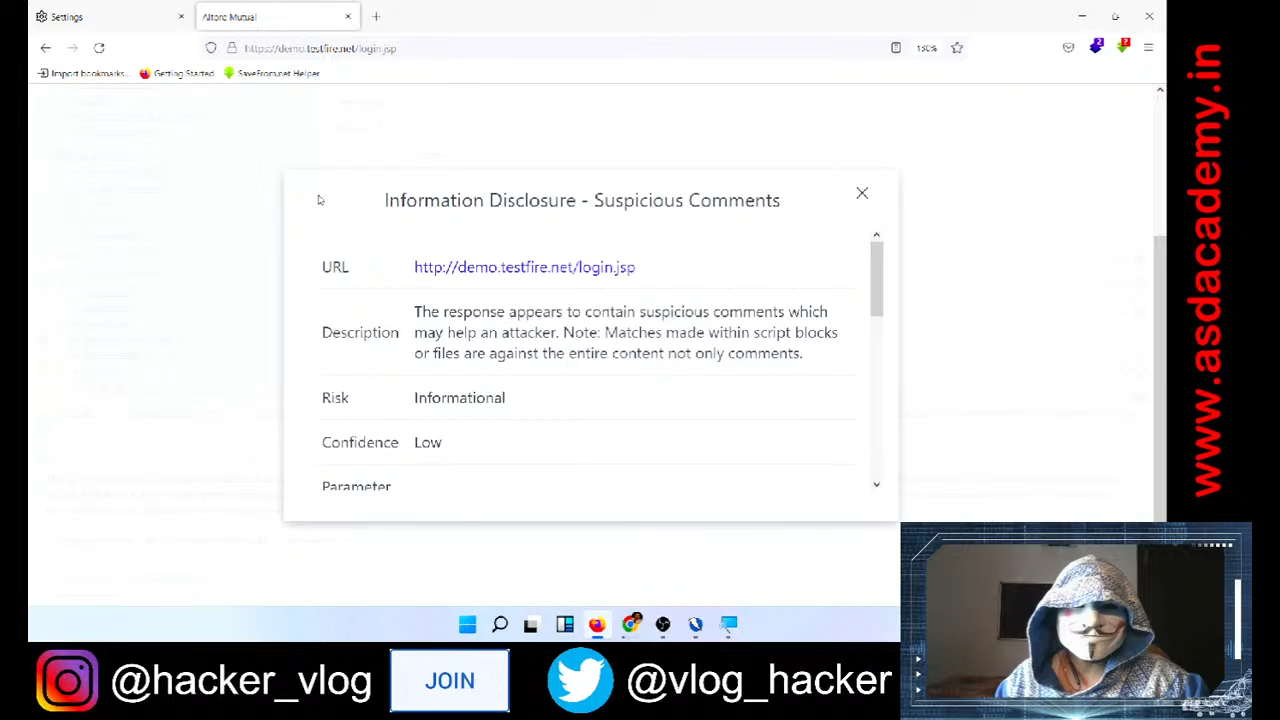 Settings
Altoro Mutual
https://demo.testfire.net/login.jsp
130%
Import bookmarks...
Getting Started
SaveFrom.net Helper
2
?
Information Disclosure - Suspicious Comments
URL
http://demo.testfire.net/login.jsp
Description
The response appears to contain suspicious comments which
may help an attacker. Note: Matches made within script blocks
or files are against the entire content not only comments.
Risk
Informational
Confidence
Low
Parameter
www.asdacademy.in
@hacker_vlog
JOIN
@vlog_hacker